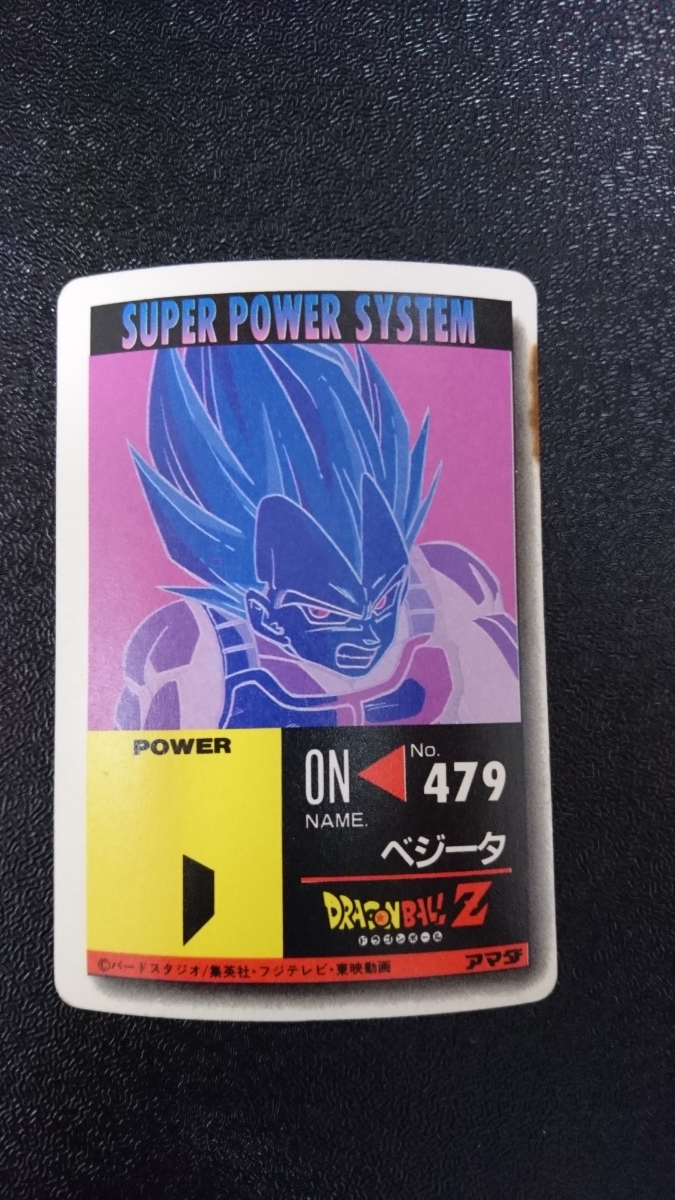 SUPER POWER SYSTEM
POWER
ON
No.
479
NAME.
ベジータ
DRAGON BALL Z
ドラゴンボール
©バードスタジオ/集英社・フジテレビ・東映動画
アマダ